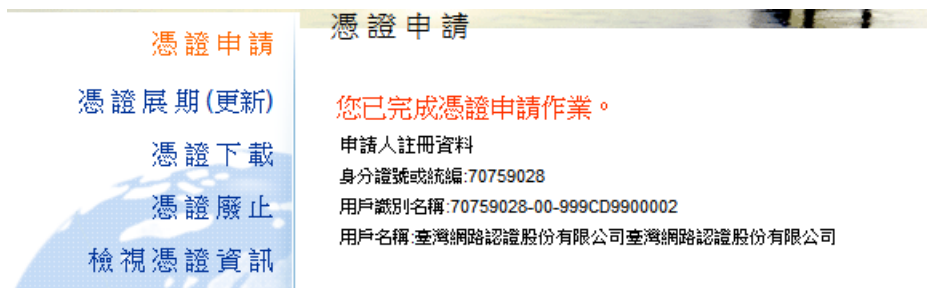 憑證申請
憑證展期(更新)
憑證下載
憑證廢止
檢視憑證資訊
憑證申請
您已完成憑證申請作業。
申請人註冊資料
身分證號或統編:70759028
用戶識別名稱:70759028-00-999CD9900002
用戶名稱:臺灣網路認證股份有限公司臺灣網路認證股份有限公司